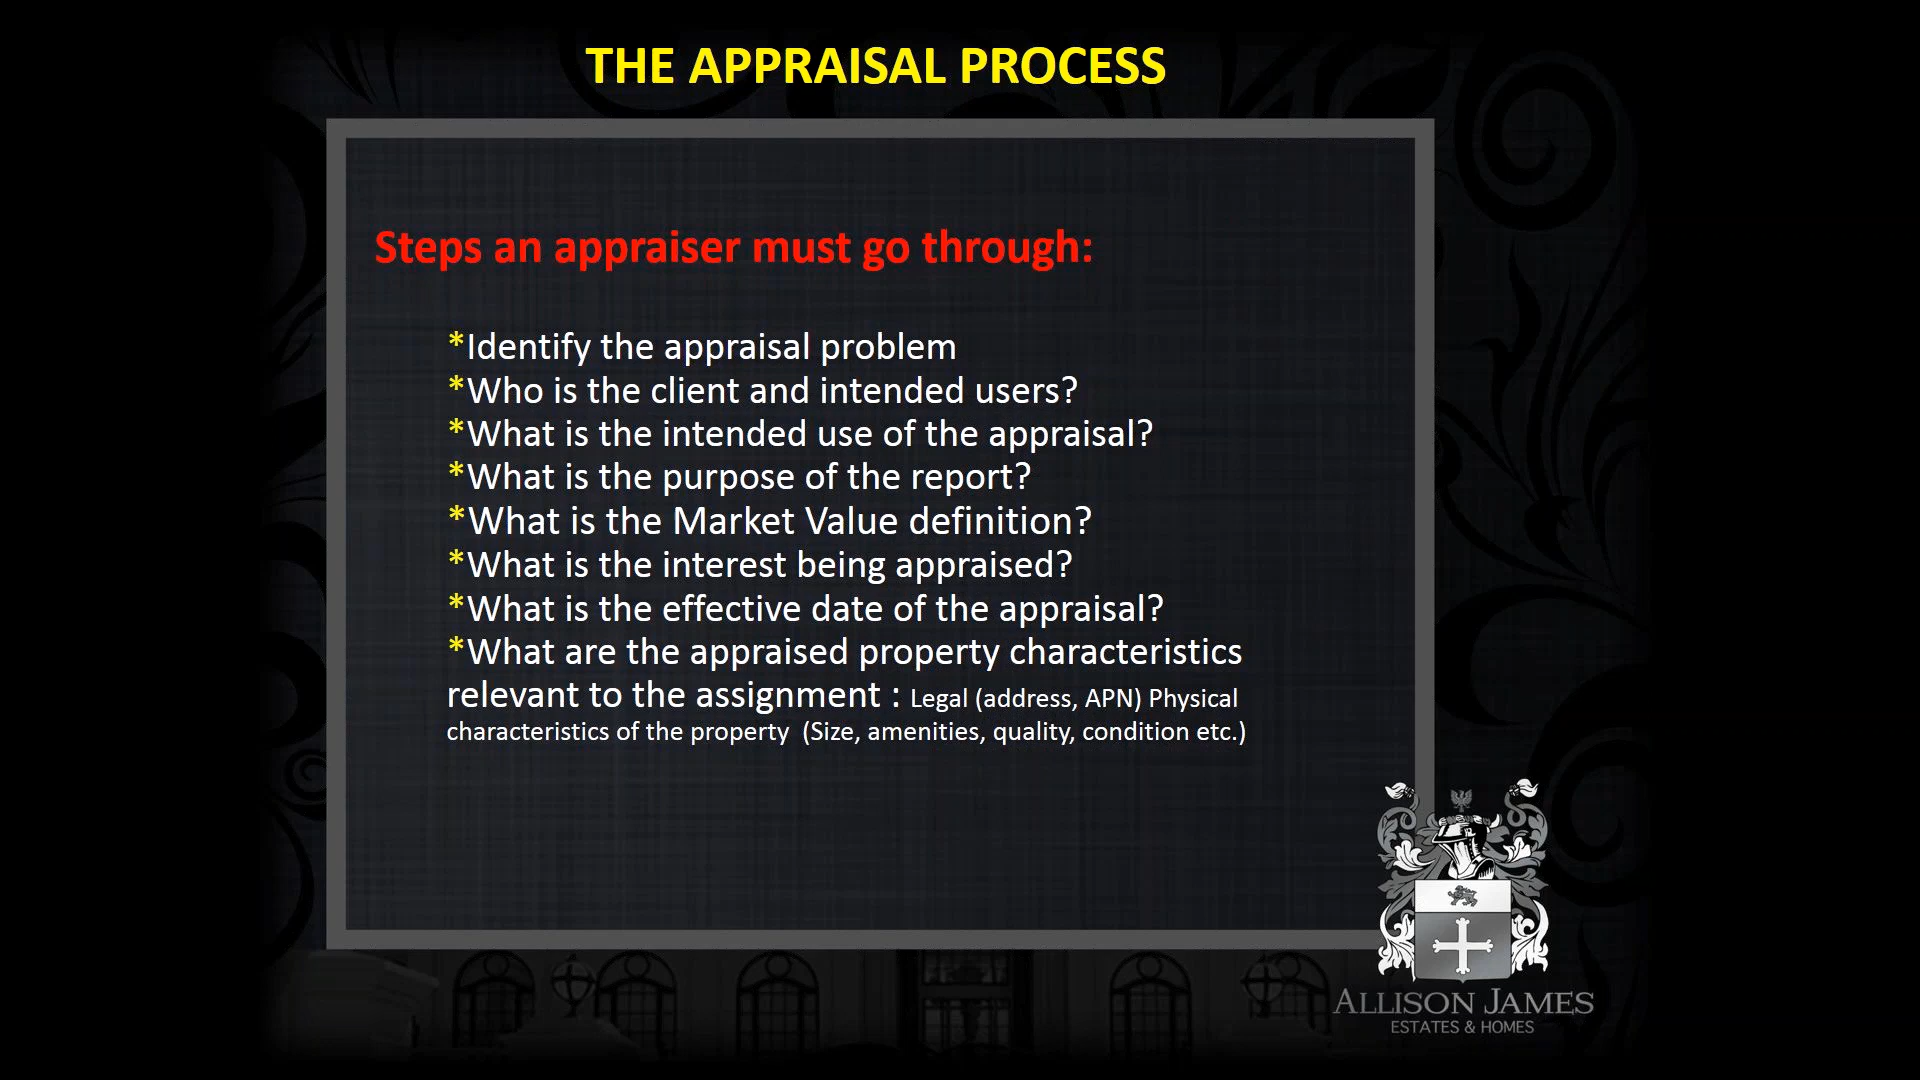 THE APPRAISAL PROCESS
Steps an appraiser must go through:
*Identify the appraisal problem
*Who is the client and intended users?
*What is the intended use of the appraisal?
*What is the purpose of the report?
*What is the Market Value definition?
*What is the interest being appraised?
*What is the effective date of the appraisal?
*What are the appraised property characteristics
relevant to the assignment : Legal (address, APN) Physical
characteristics of the property  (Size, amenities, quality, condition etc.)
ALLISON JAMES
ESTATES & HOMES